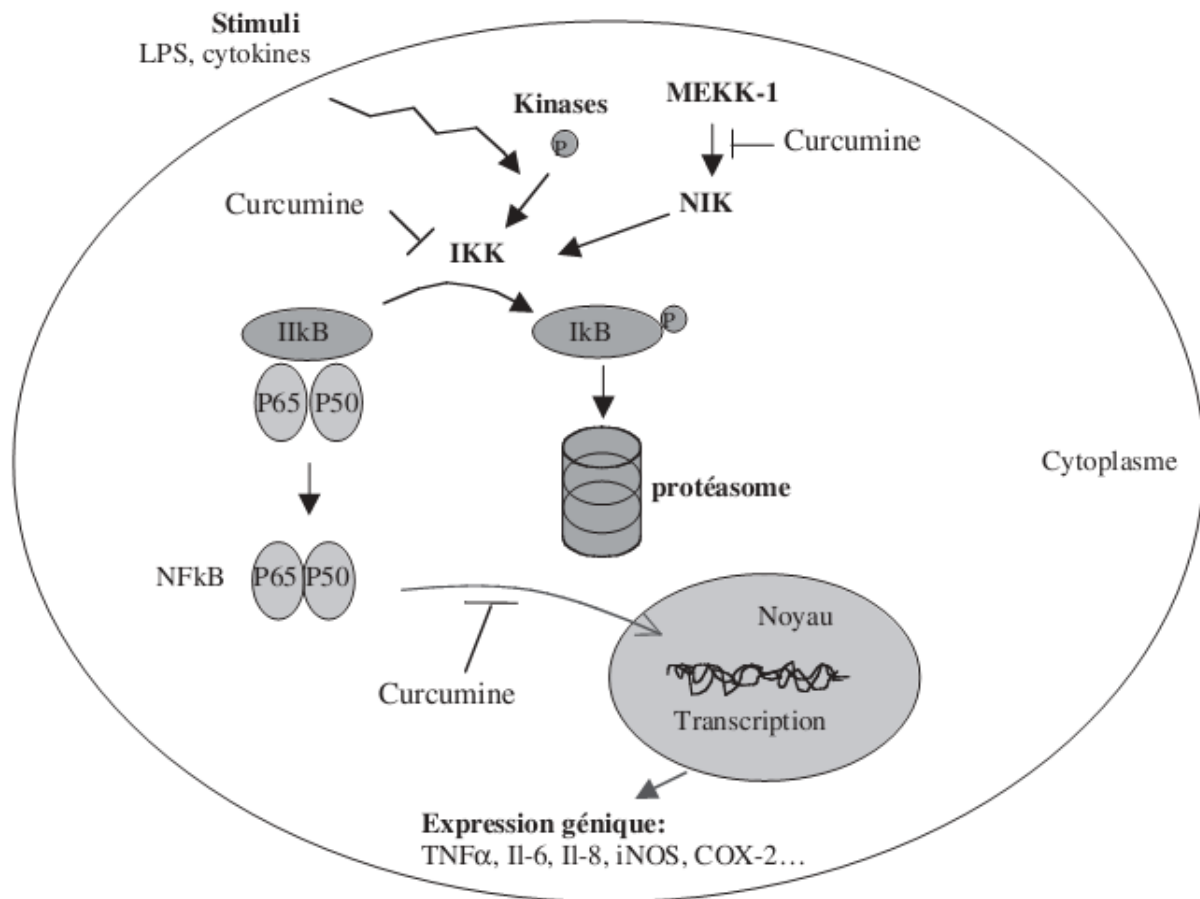 Stimuli
LPS, cytokines
Kinases
P
MEKK-1
Curcumine
NIK
Curcumine
IKK
IIkB
IkB
P
P65
P50
protéasome
Cytoplasme
NFkB
P65
P50
Noyau
Curcumine
Transcription
Expression génique:
TNFα, Il-6, Il-8, iNOS, COX-2…